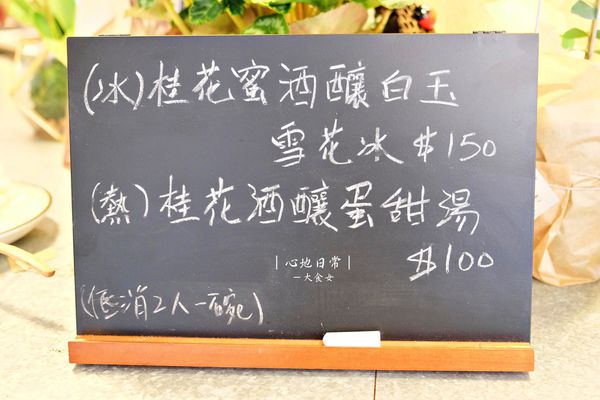 (冰)桂花蜜酒釀白玉
雪花冰$150
(熱)桂花酒釀蛋甜湯
$100
|心地日常|
一大食女
(低消2人一碗)